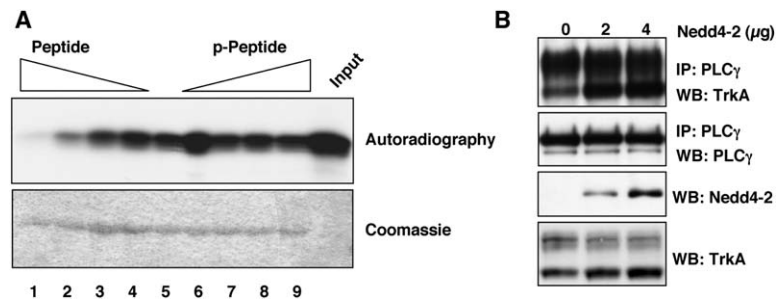 A
Peptide
p-Peptide
Input
Autoradiography
Coomassie
1 2 3 4 5 6 7 8 9
B
0 2 4 Nedd4-2 (µg)
IP: PLCγ
WB: TrkA
IP: PLCγ
WB: PLCγ
WB: Nedd4-2
WB: TrkA